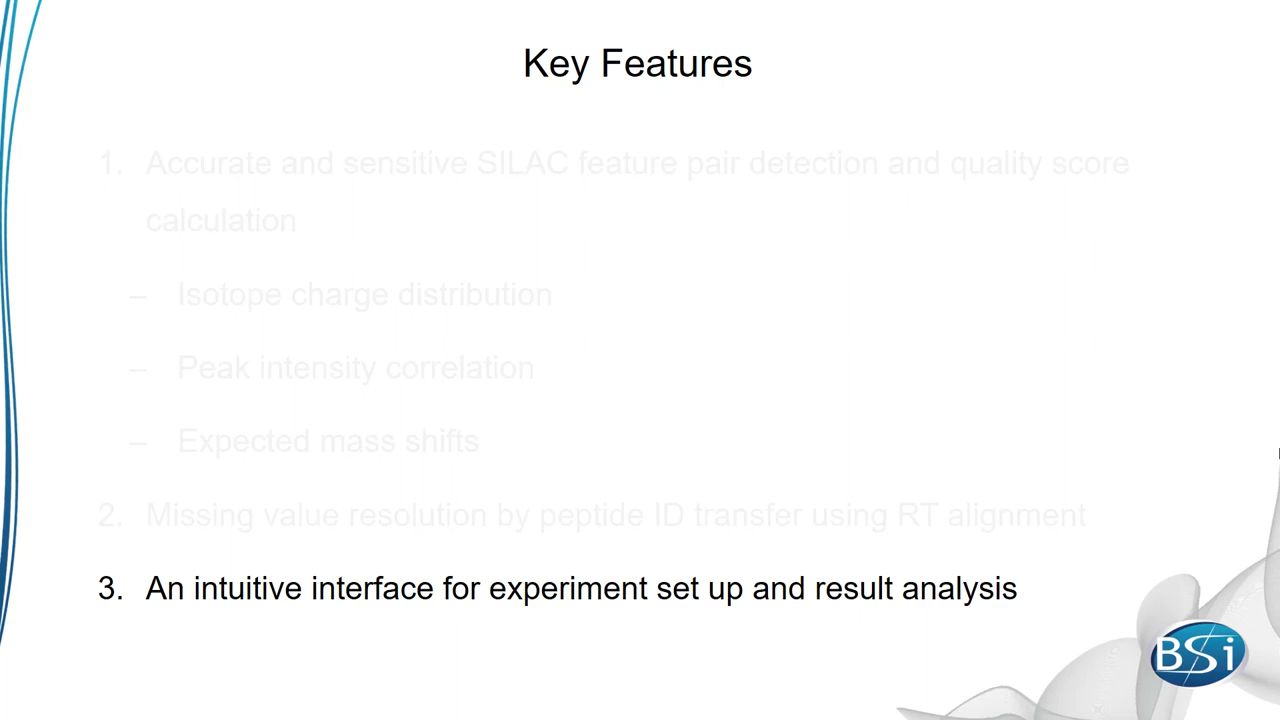 Key Features
1. Accurate and sensitive SILAC feature pair detection and quality score
calculation
– Isotope charge distribution
– Peak intensity correlation
– Expected mass shifts
2. Missing value resolution by peptide ID transfer using RT alignment
3. An intuitive interface for experiment set up and result analysis
BSi